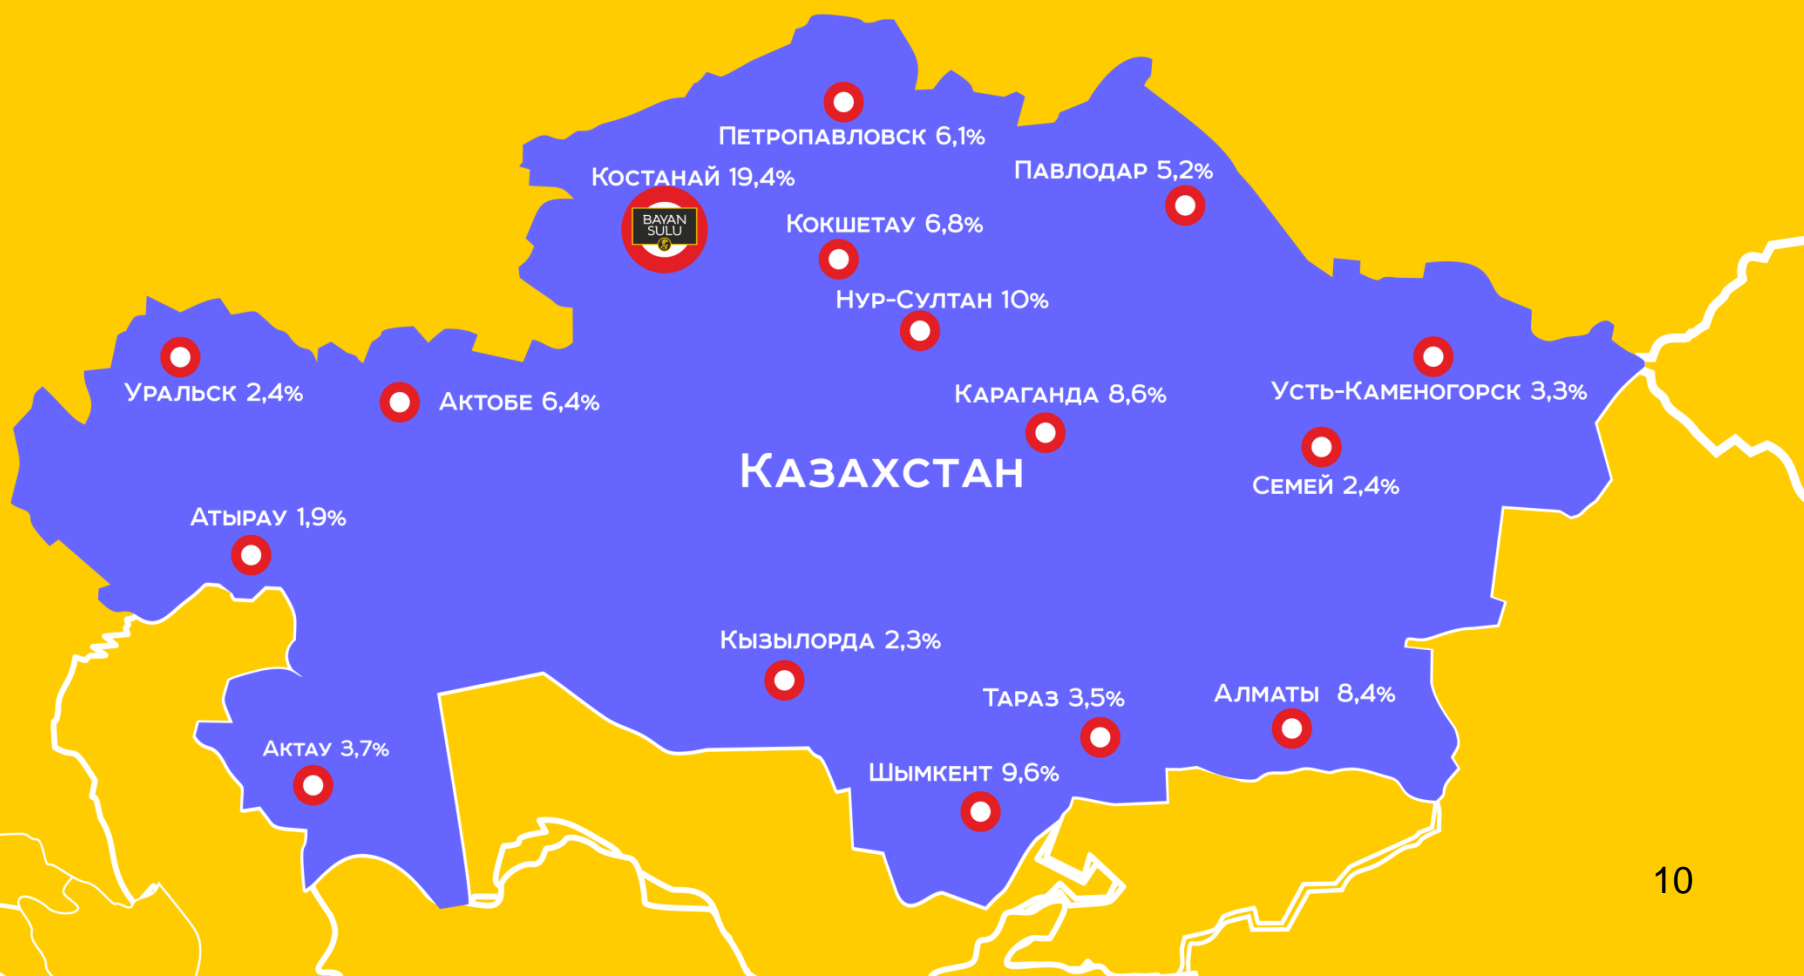 Петропавловск 6,1%
Павлодар 5,2%
Костанай 19,4%
BAYAN
SULU
Кокшетау 6,8%
Нур-Султан 10%
Уральск 2,4%
Актобе 6,4%
Караганда 8,6%
Усть-Каменогорск 3,3%
Казахстан
Семей 2,4%
Атырау 1,9%
Кызылорда 2,3%
Тараз 3,5%
Алматы 8,4%
Актау 3,7%
Шымкент 9,6%
10